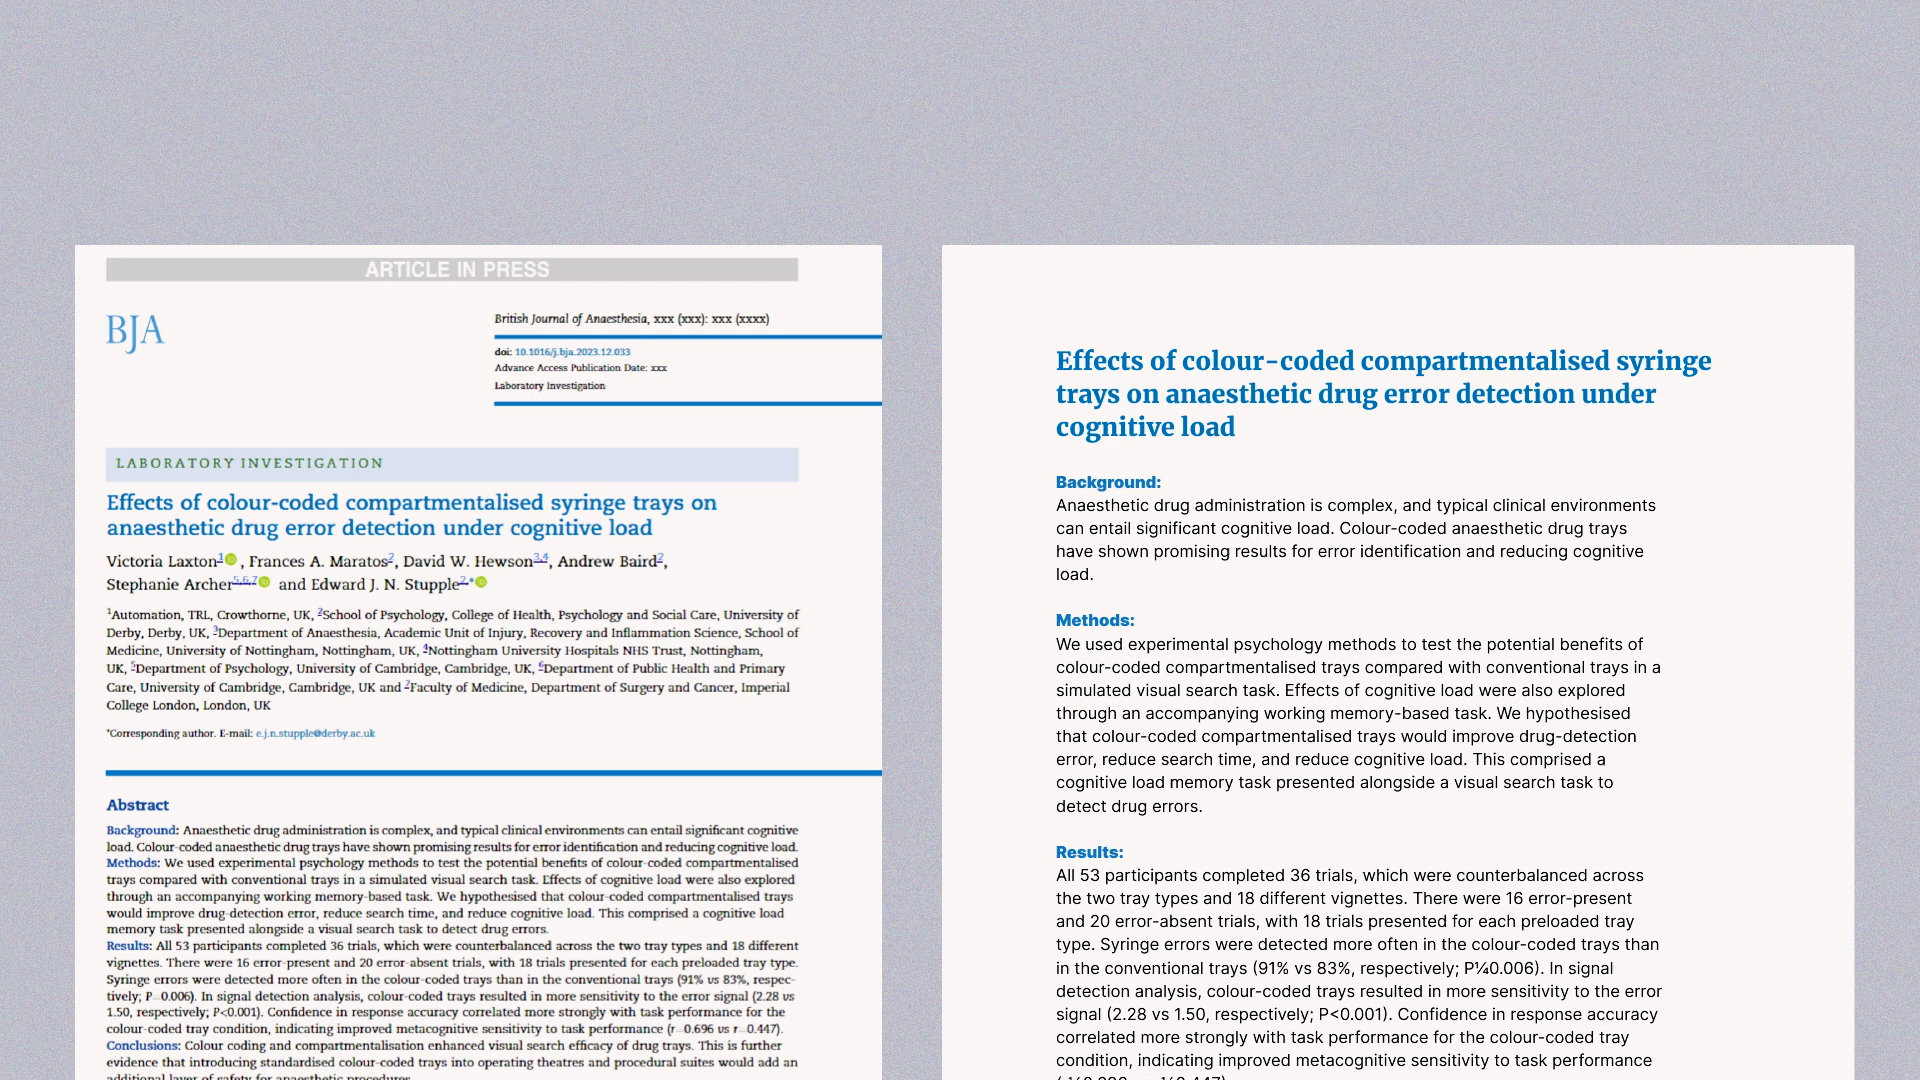 ARTICLE IN PRESS
BJA
British Journal of Anaesthesia, xxx (xxx): xxx (xxxx)
doi: 10.1016/j.bja.2023.12.033
Advance Access Publication Date: xxx
Laboratory Investigation
LABORATORY INVESTIGATION
Effects of colour-coded compartmentalised syringe trays on
anaesthetic drug error detection under cognitive load
Victoria Laxton1, Frances A. Maratos2, David W. Hewson3,4, Andrew Baird2,
Stephanie Archer5,6,7 and Edward J. N. Stupple2,*
1Automation, TRL, Crowthorne, UK, 2School of Psychology, College of Health, Psychology and Social Care, University of
Derby, Derby, UK, 3Department of Anaesthesia, Academic Unit of Injury, Recovery and Inflammation Science, School of
Medicine, University of Nottingham, Nottingham, UK, 4Nottingham University Hospitals NHS Trust, Nottingham,
UK, 5Department of Psychology, University of Cambridge, Cambridge, UK, 6Department of Public Health and Primary
Care, University of Cambridge, Cambridge, UK and 7Faculty of Medicine, Department of Surgery and Cancer, Imperial
College London, London, UK
*Corresponding author. E-mail: e.j.n.stupple@derby.ac.uk
Abstract
Background: Anaesthetic drug administration is complex, and typical clinical environments can entail significant cognitive
load. Colour-coded anaesthetic drug trays have shown promising results for error identification and reducing cognitive load.
Methods: We used experimental psychology methods to test the potential benefits of colour-coded compartmentalised
trays compared with conventional trays in a simulated visual search task. Effects of cognitive load were also explored
through an accompanying working memory-based task. We hypothesised that colour-coded compartmentalised trays
would improve drug-detection error, reduce search time, and reduce cognitive load. This comprised a cognitive load
memory task presented alongside a visual search task to detect drug errors.
Results: All 53 participants completed 36 trials, which were counterbalanced across the two tray types and 18 different
vignettes. There were 16 error-present and 20 error-absent trials, with 18 trials presented for each preloaded tray type.
Syringe errors were detected more often in the colour-coded trays than in the conventional trays (91% vs 83%, respec-
tively; P=0.006). In signal detection analysis, colour-coded trays resulted in more sensitivity to the error signal (2.28 vs
1.50, respectively; P<0.001). Confidence in response accuracy correlated more strongly with task performance for the
colour-coded tray condition, indicating improved metacognitive sensitivity to task performance (r=0.696 vs r=0.447).
Conclusions: Colour coding and compartmentalisation enhanced visual search efficacy of drug trays. This is further
evidence that introducing standardised colour-coded trays into operating theatres and procedural suites would add an
additional layer of safety for anaesthetic procedures.
Effects of colour-coded compartmentalised syringe
trays on anaesthetic drug error detection under
cognitive load
Background:
Anaesthetic drug administration is complex, and typical clinical environments
can entail significant cognitive load. Colour-coded anaesthetic drug trays
have shown promising results for error identification and reducing cognitive
load.
Methods:
We used experimental psychology methods to test the potential benefits of
colour-coded compartmentalised trays compared with conventional trays in a
simulated visual search task. Effects of cognitive load were also explored
through an accompanying working memory-based task. We hypothesised
that colour-coded compartmentalised trays would improve drug-detection
error, reduce search time, and reduce cognitive load. This comprised a
cognitive load memory task presented alongside a visual search task to
detect drug errors.
Results:
All 53 participants completed 36 trials, which were counterbalanced across
the two tray types and 18 different vignettes. There were 16 error-present
and 20 error-absent trials, with 18 trials presented for each preloaded tray
type. Syringe errors were detected more often in the colour-coded trays than
in the conventional trays (91% vs 83%, respectively; P¼0.006). In signal
detection analysis, colour-coded trays resulted in more sensitivity to the error
signal (2.28 vs 1.50, respectively; P<0.001). Confidence in response accuracy
correlated more strongly with task performance for the colour-coded tray
condition, indicating improved metacognitive sensitivity to task performance